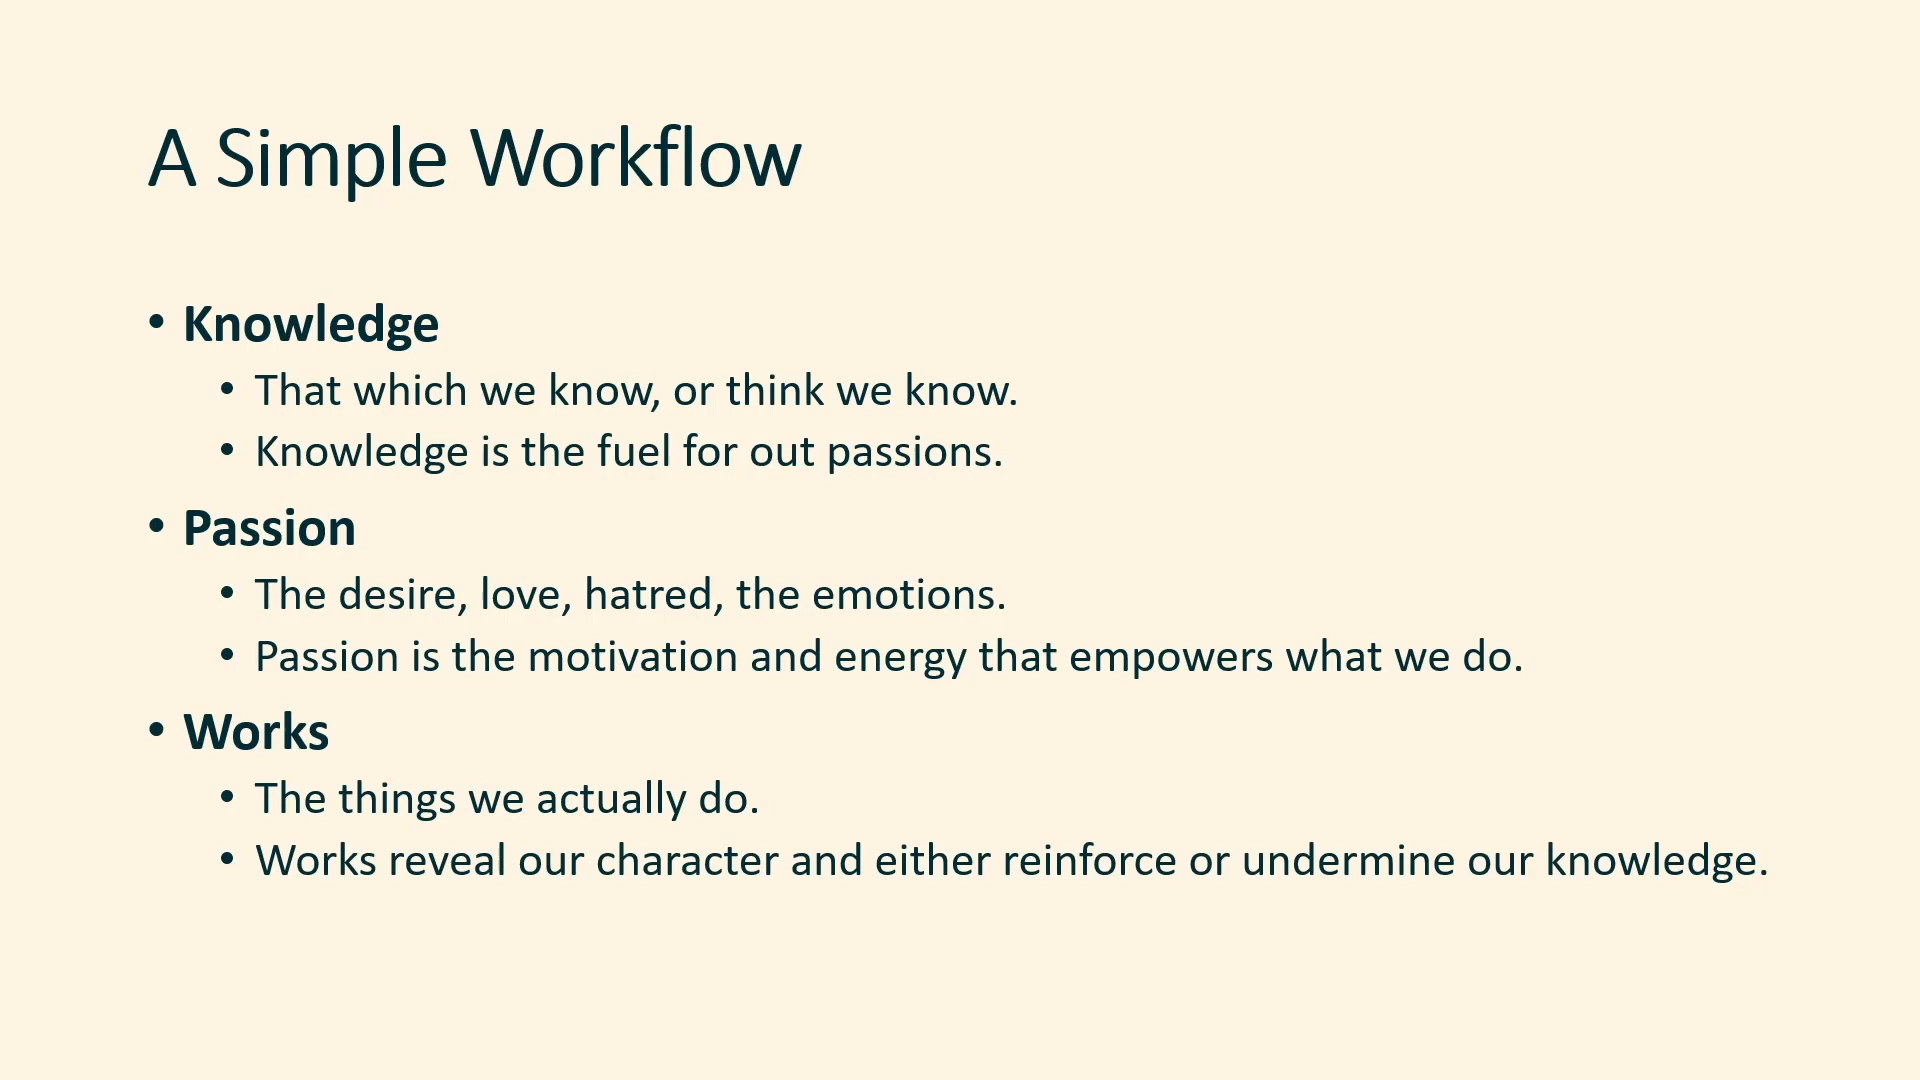 A Simple Workflow
• Knowledge
• That which we know, or think we know.
• Knowledge is the fuel for out passions.
• Passion
• The desire, love, hatred, the emotions.
• Passion is the motivation and energy that empowers what we do.
• Works
• The things we actually do.
• Works reveal our character and either reinforce or undermine our knowledge.